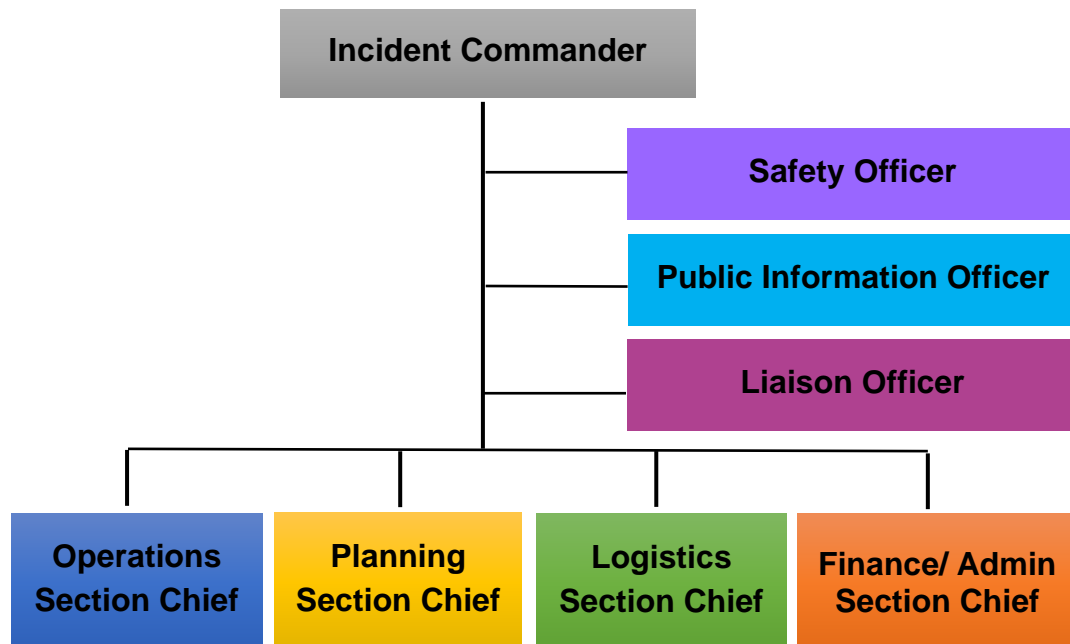 Incident Commander
Safety Officer
Public Information Officer
Liaison Officer
Operations
Section Chief
Planning
Section Chief
Logistics
Section Chief
Finance/ Admin
Section Chief